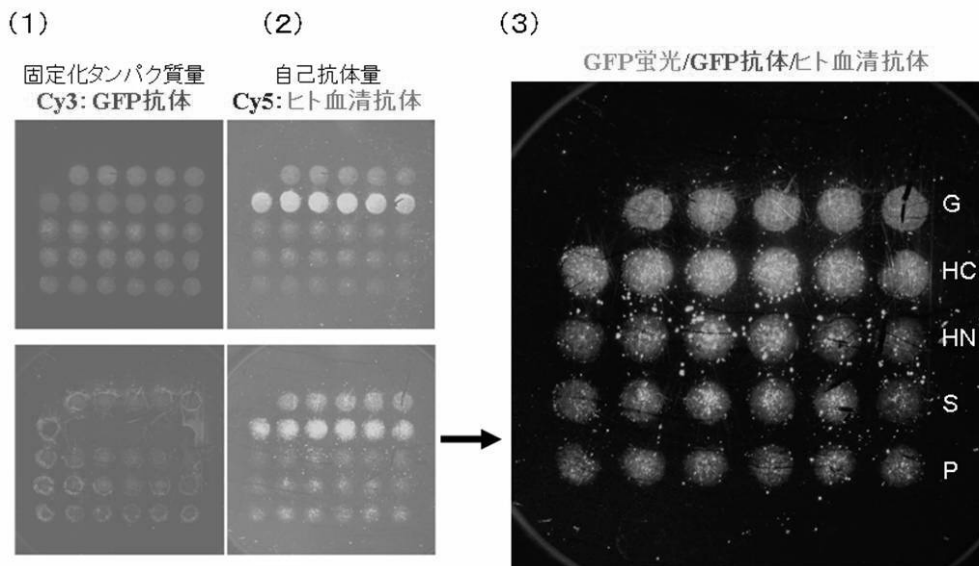 (1)
(2)
(3)
固定化タンパク質量
Cy3:GFP抗体
自己抗体量
Cy5:ヒト血清抗体
GFP蛍光/GFP抗体/ヒト血清抗体
G
HC
HN
S
P